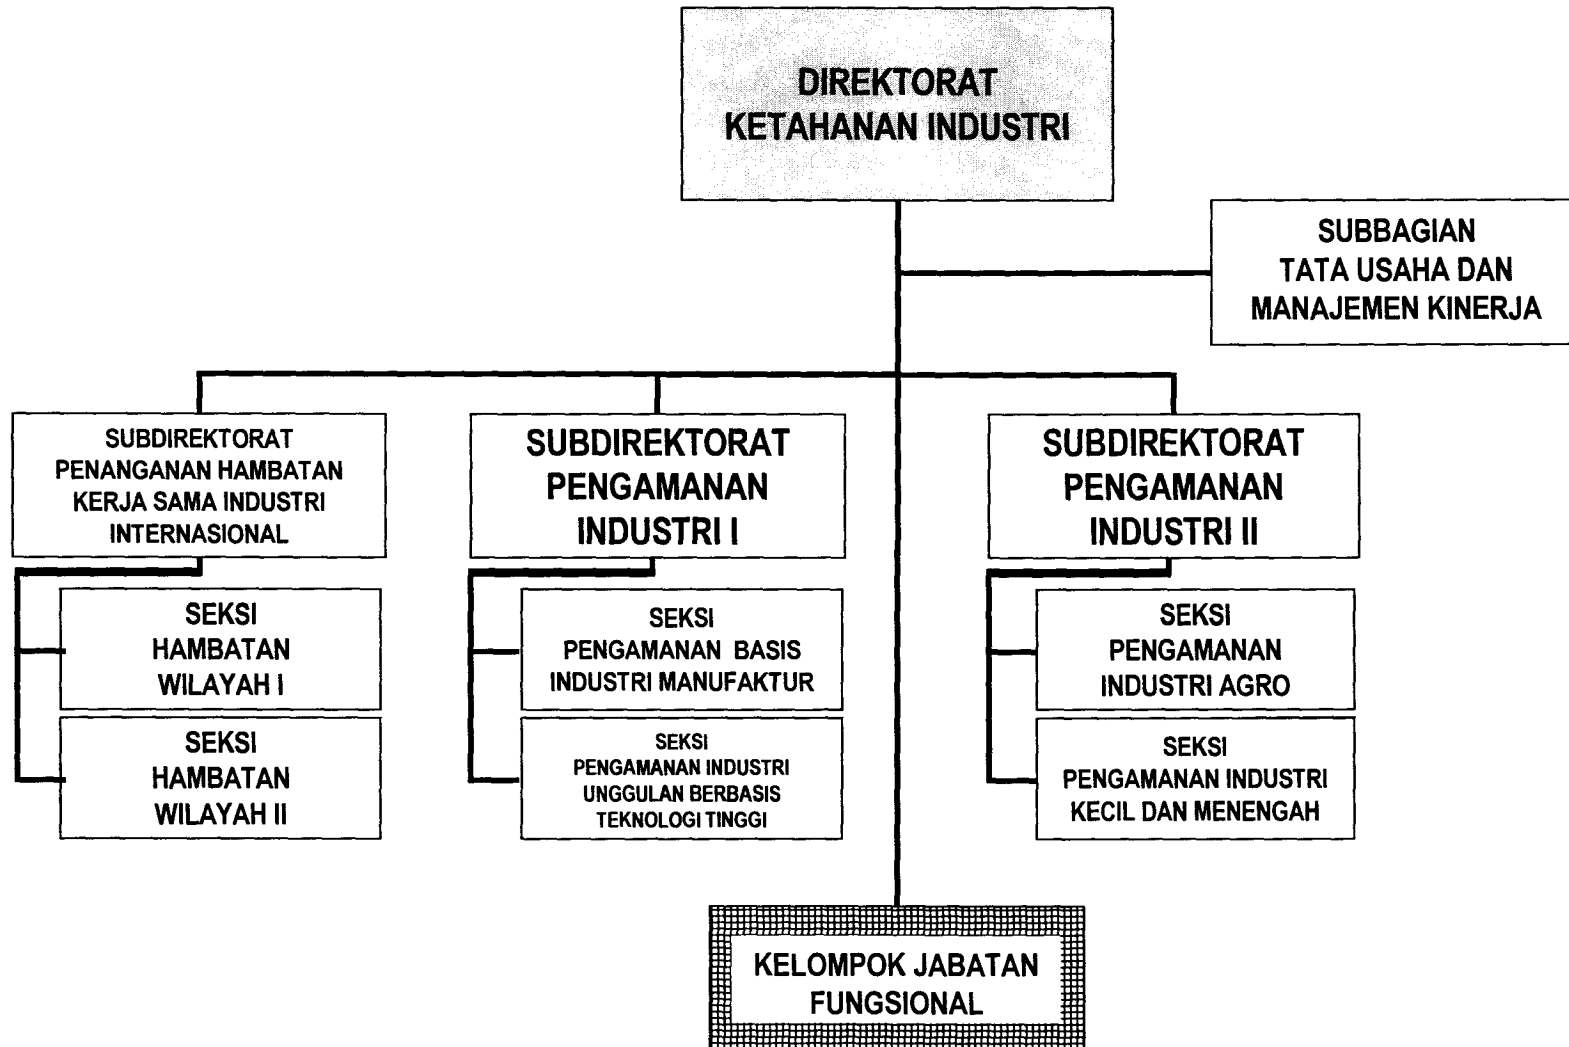 DIREKTORAT
KETAHANAN INDUSTRI
SUBBAGIAN
TATA USAHA DAN
MANAJEMEN KINERJA
SUBDIREKTORAT
PENANGANAN HAMBATAN
KERJA SAMA INDUSTRI
INTERNASIONAL
SEKSI
HAMBATAN
WILAYAH I
SEKSI
HAMBATAN
WILAYAH II
SUBDIREKTORAT
PENGAMANAN
INDUSTRI I
SEKSI
PENGAMANAN BASIS
INDUSTRI MANUFAKTUR
SEKSI
PENGAMANAN INDUSTRI
UNGGULAN BERBASIS
TEKNOLOGI TINGGI
SUBDIREKTORAT
PENGAMANAN
INDUSTRI II
SEKSI
PENGAMANAN
INDUSTRI AGRO
SEKSI
PENGAMANAN INDUSTRI
KECIL DAN MENENGAH
KELOMPOK JABATAN
FUNGSIONAL